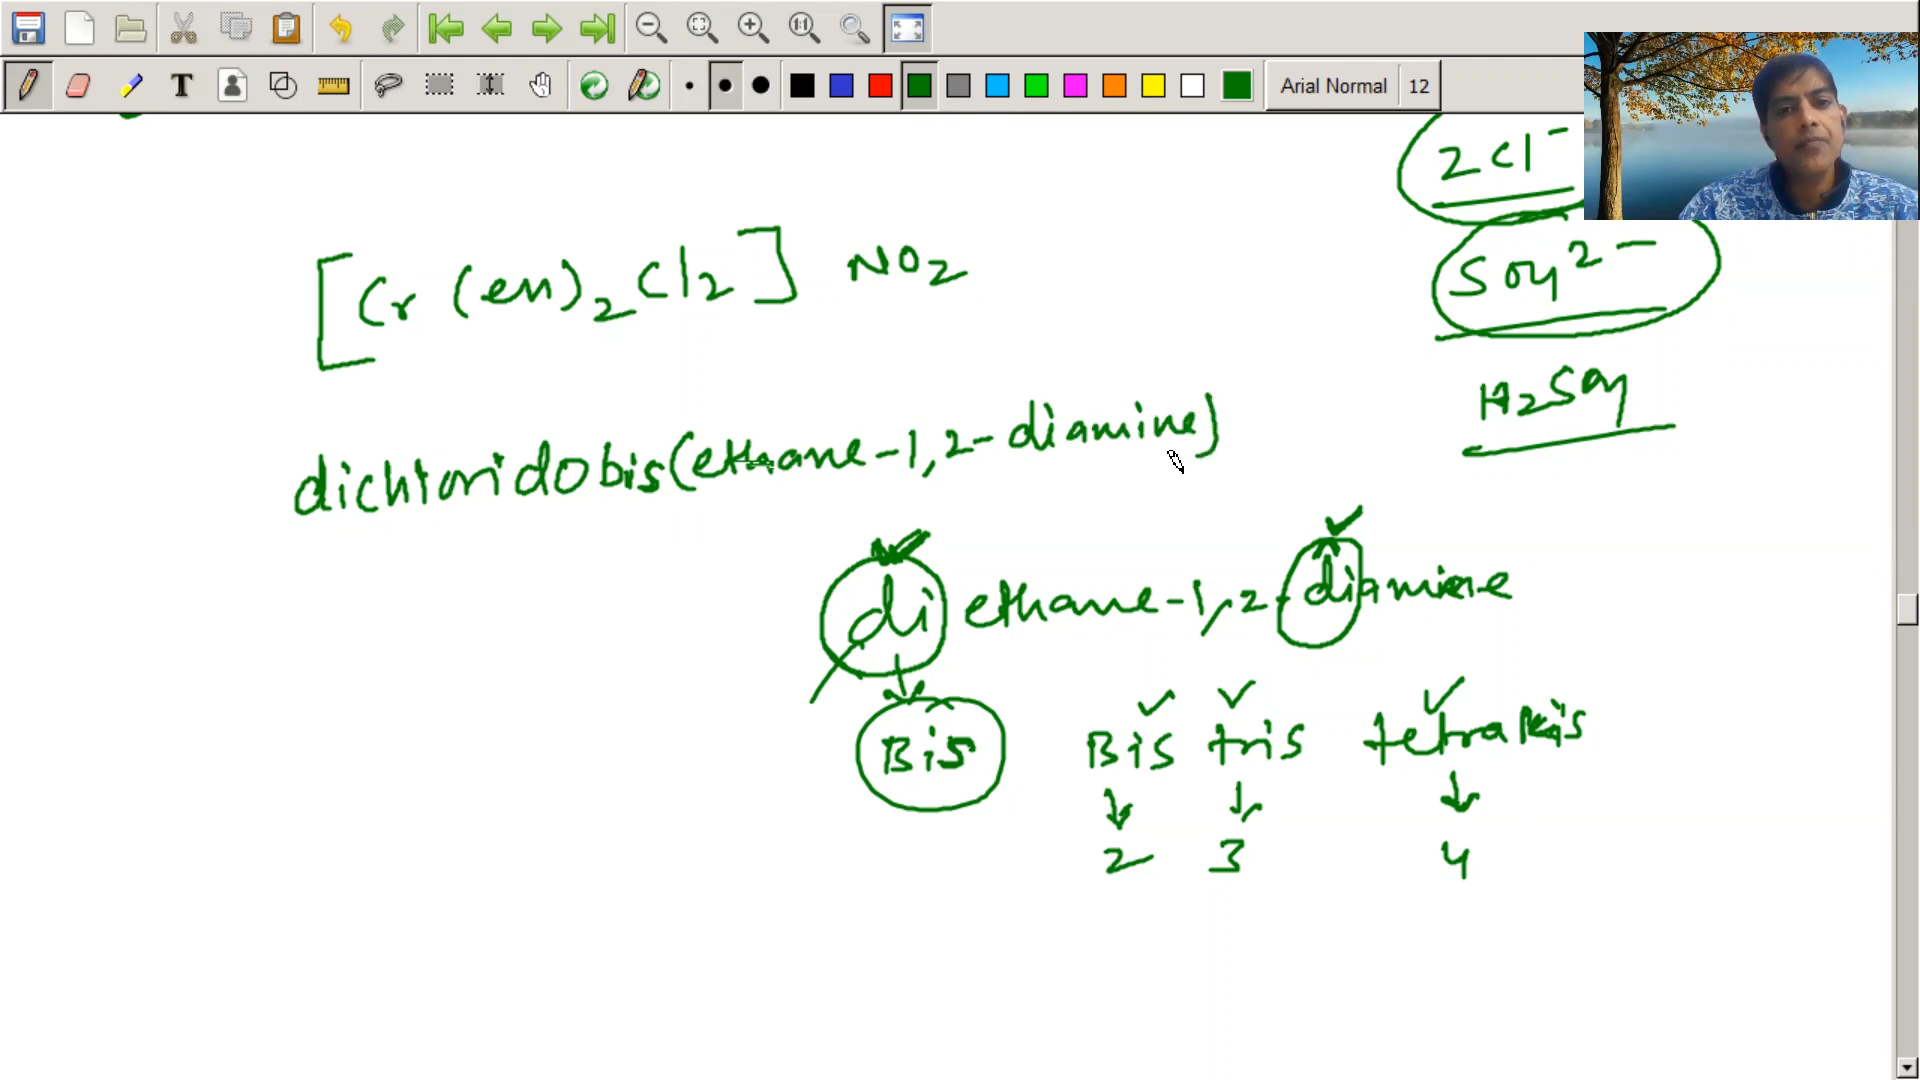 Arial Normal 12
2Cl⁻
[Cr(en)₂Cl₂]NO₂
SO₄²⁻
H₂SO₄
dichloridobis(ethane-1,2-diamine)
di ethane-1,2-diamine
Bis
Bis tris tetrakis
2 3 4